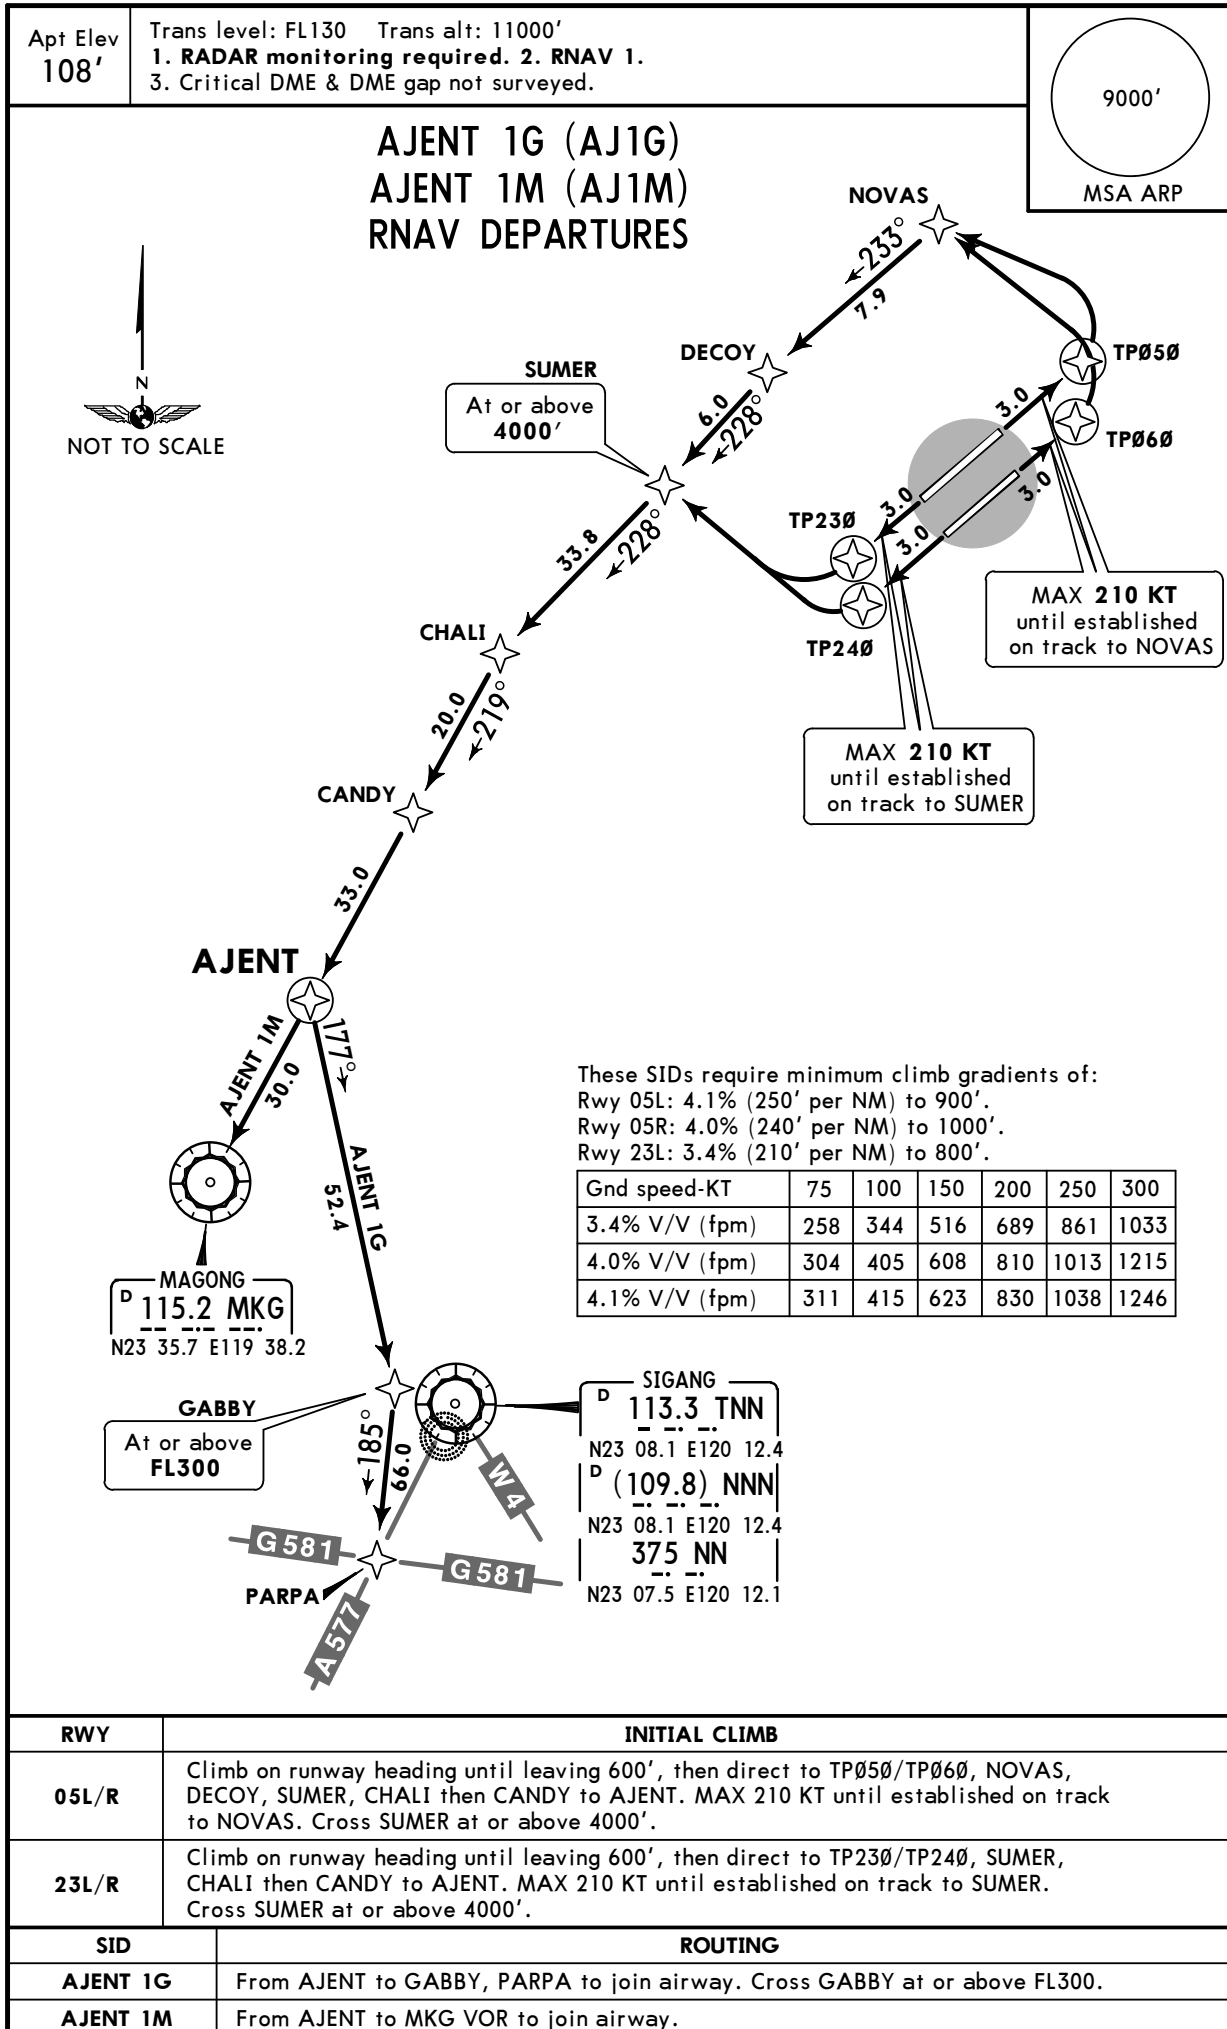 Apt Elev
108'
Trans level: FL130 Trans alt: 11000'
1. RADAR monitoring required. 2. RNAV 1.
3. Critical DME & DME gap not surveyed.
9000'
MSA ARP
AJENT 1G (AJ1G)
AJENT 1M (AJ1M)
RNAV DEPARTURES
N
NOT TO SCALE
NOVAS
233°
7.9
DECOY
SUMER
At or above
4000'
6.0
228°
TPØ5Ø
3.0
TPØ6Ø
3.0
3.0
TP23Ø
3.0
TP24Ø
33.8
228°
MAX 210 KT
until established
on track to NOVAS
CHALI
MAX 210 KT
until established
on track to SUMER
20.0
219°
CANDY
33.0
AJENT
177°
AJENT 1M
30.0
AJENT 1G
52.4
These SIDs require minimum climb gradients of:
Rwy 05L: 4.1% (250' per NM) to 900'.
Rwy 05R: 4.0% (240' per NM) to 1000'.
Rwy 23L: 3.4% (210' per NM) to 800'.
Gnd speed-KT 75 100 150 200 250 300
3.4% V/V (fpm) 258 344 516 689 861 1033
4.0% V/V (fpm) 304 405 608 810 1013 1215
4.1% V/V (fpm) 311 415 623 830 1038 1246
MAGONG
D 115.2 MKG
N23 35.7 E119 38.2
GABBY
At or above
FL300
185°
66.0
SIGANG
D 113.3 TNN
N23 08.1 E120 12.4
D (109.8) NNN
N23 08.1 E120 12.4
375 NN
N23 07.5 E120 12.1
W4
G581
G581
PARPA
A577
RWY INITIAL CLIMB
05L/R
Climb on runway heading until leaving 600', then direct to TPØ5Ø/TPØ6Ø, NOVAS,
DECOY, SUMER, CHALI then CANDY to AJENT. MAX 210 KT until established on track
to NOVAS. Cross SUMER at or above 4000'.
23L/R
Climb on runway heading until leaving 600', then direct to TP23Ø/TP24Ø, SUMER,
CHALI then CANDY to AJENT. MAX 210 KT until established on track to SUMER.
Cross SUMER at or above 4000'.
SID ROUTING
AJENT 1G From AJENT to GABBY, PARPA to join airway. Cross GABBY at or above FL300.
AJENT 1M From AJENT to MKG VOR to join airway.